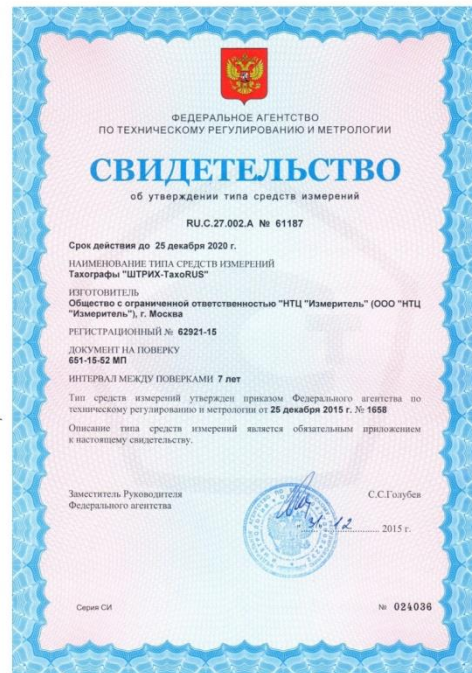 ФЕДЕРАЛЬНОЕ АГЕНТСТВО
ПО ТЕХНИЧЕСКОМУ РЕГУЛИРОВАНИЮ И МЕТРОЛОГИИ
СВИДЕТЕЛЬСТВО
об утверждении типа средств измерений
RU.C.27.002.A № 61187
Срок действия до 25 декабря 2020 г.
НАИМЕНОВАНИЕ ТИПА СРЕДСТВ ИЗМЕРЕНИЙ
Тахографы "ШТРИХ-ТахоRUS"
ИЗГОТОВИТЕЛЬ
Общество с ограниченной ответственностью "НТЦ "Измеритель" (ООО "НТЦ
"Измеритель"), г. Москва
РЕГИСТРАЦИОННЫЙ № 62921-15
ДОКУМЕНТ НА ПОВЕРКУ
651-15-52 МП
ИНТЕРВАЛ МЕЖДУ ПОВЕРКАМИ 7 лет
Тип средств измерений утвержден приказом Федерального агентства по
техническому регулированию и метрологии от 25 декабря 2015 г. № 1658
Описание типа средств измерений является обязательным приложением
к настоящему свидетельству.
Заместитель Руководителя С.С.Голубев
Федерального агентства
31. 12 2015 г.
Серия СИ № 024036